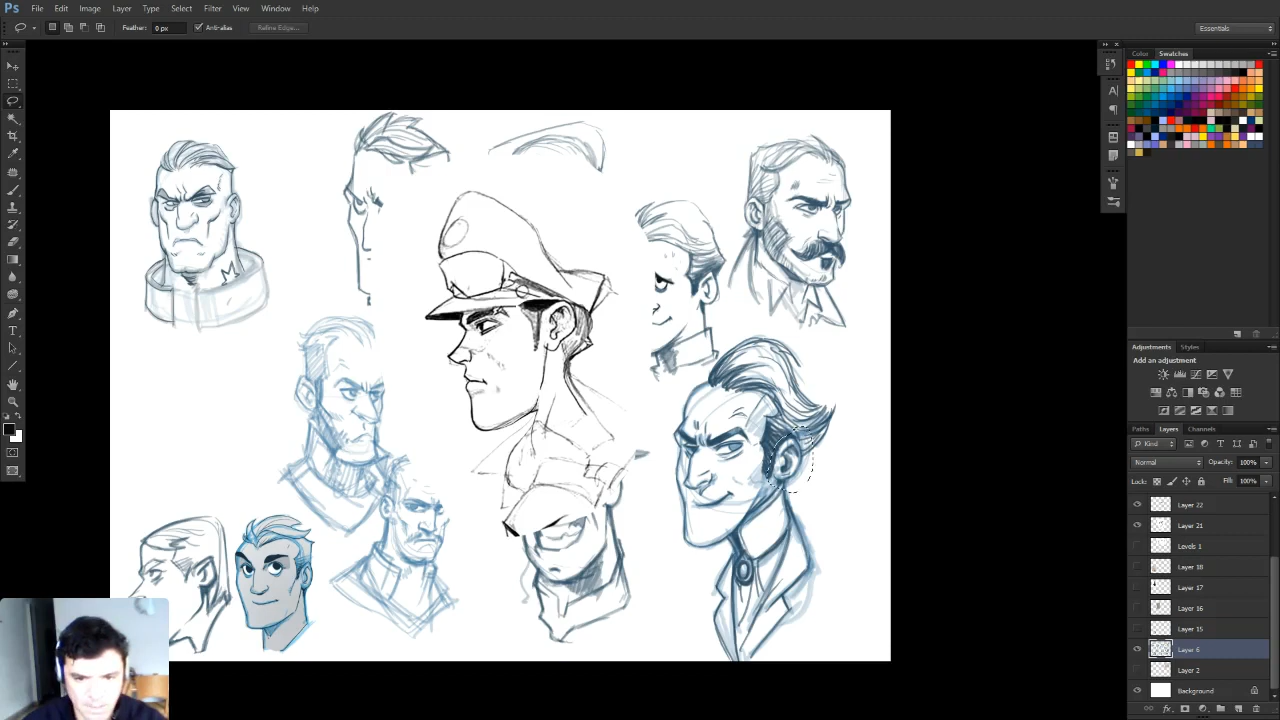 Ps File Edit Image Layer Type Select Filter View Window Help
Feather: 0 px Anti-alias Refine Edge... Essentials
Color Swatches
Adjustments Styles
Add an adjustment
Paths Layers Channels
Kind
Normal Opacity: 100%
Lock: Fill: 100%
Layer 22
Layer 21
Levels 1
Layer 18
Layer 17
Layer 16
Layer 15
Layer 6
Layer 2
Background